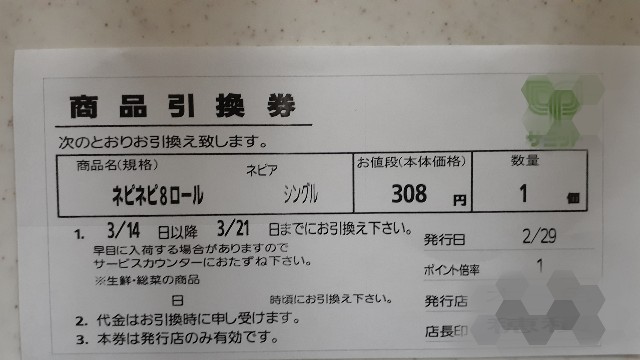 商品引換券
次のとおりお引換え致します。
商品名(規格) ネピア お値段(本体価格) 数量
ネピネピ8ロール シングル 308 円 1 個
1. 3/14 日以降 3/21 日までにお引換え下さい。
早目に入荷する場合がありますので
サービスカウンターにおたずね下さい。
※生鮮・総菜の商品
日 時頃にお引換え下さい。
2. 代金はお引換時に申し受けます。
3. 本券は発行店のみ有効です。
発行日 2/29
ポイント倍率 1
発行店
店長印